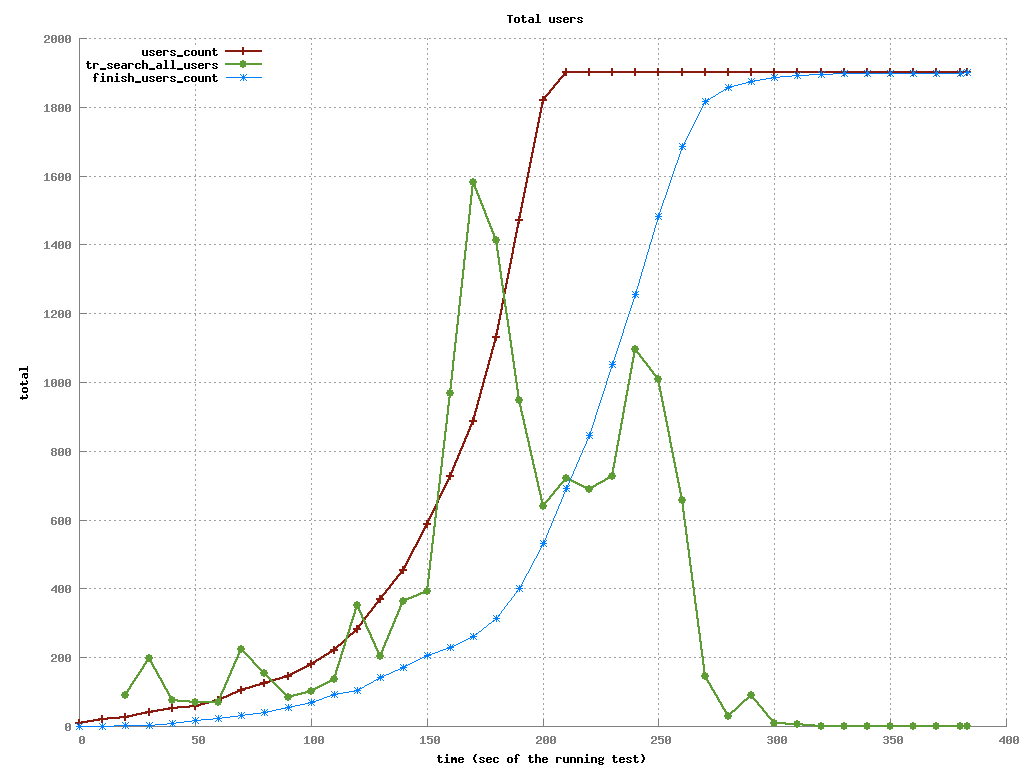 Total users
users_count
tr_search_all_users
finish_users_count
2000
1800
1600
1400
1200
1000
800
600
400
200
0
total
0 50 100 150 200 250 300 350 400
time (sec of the running test)